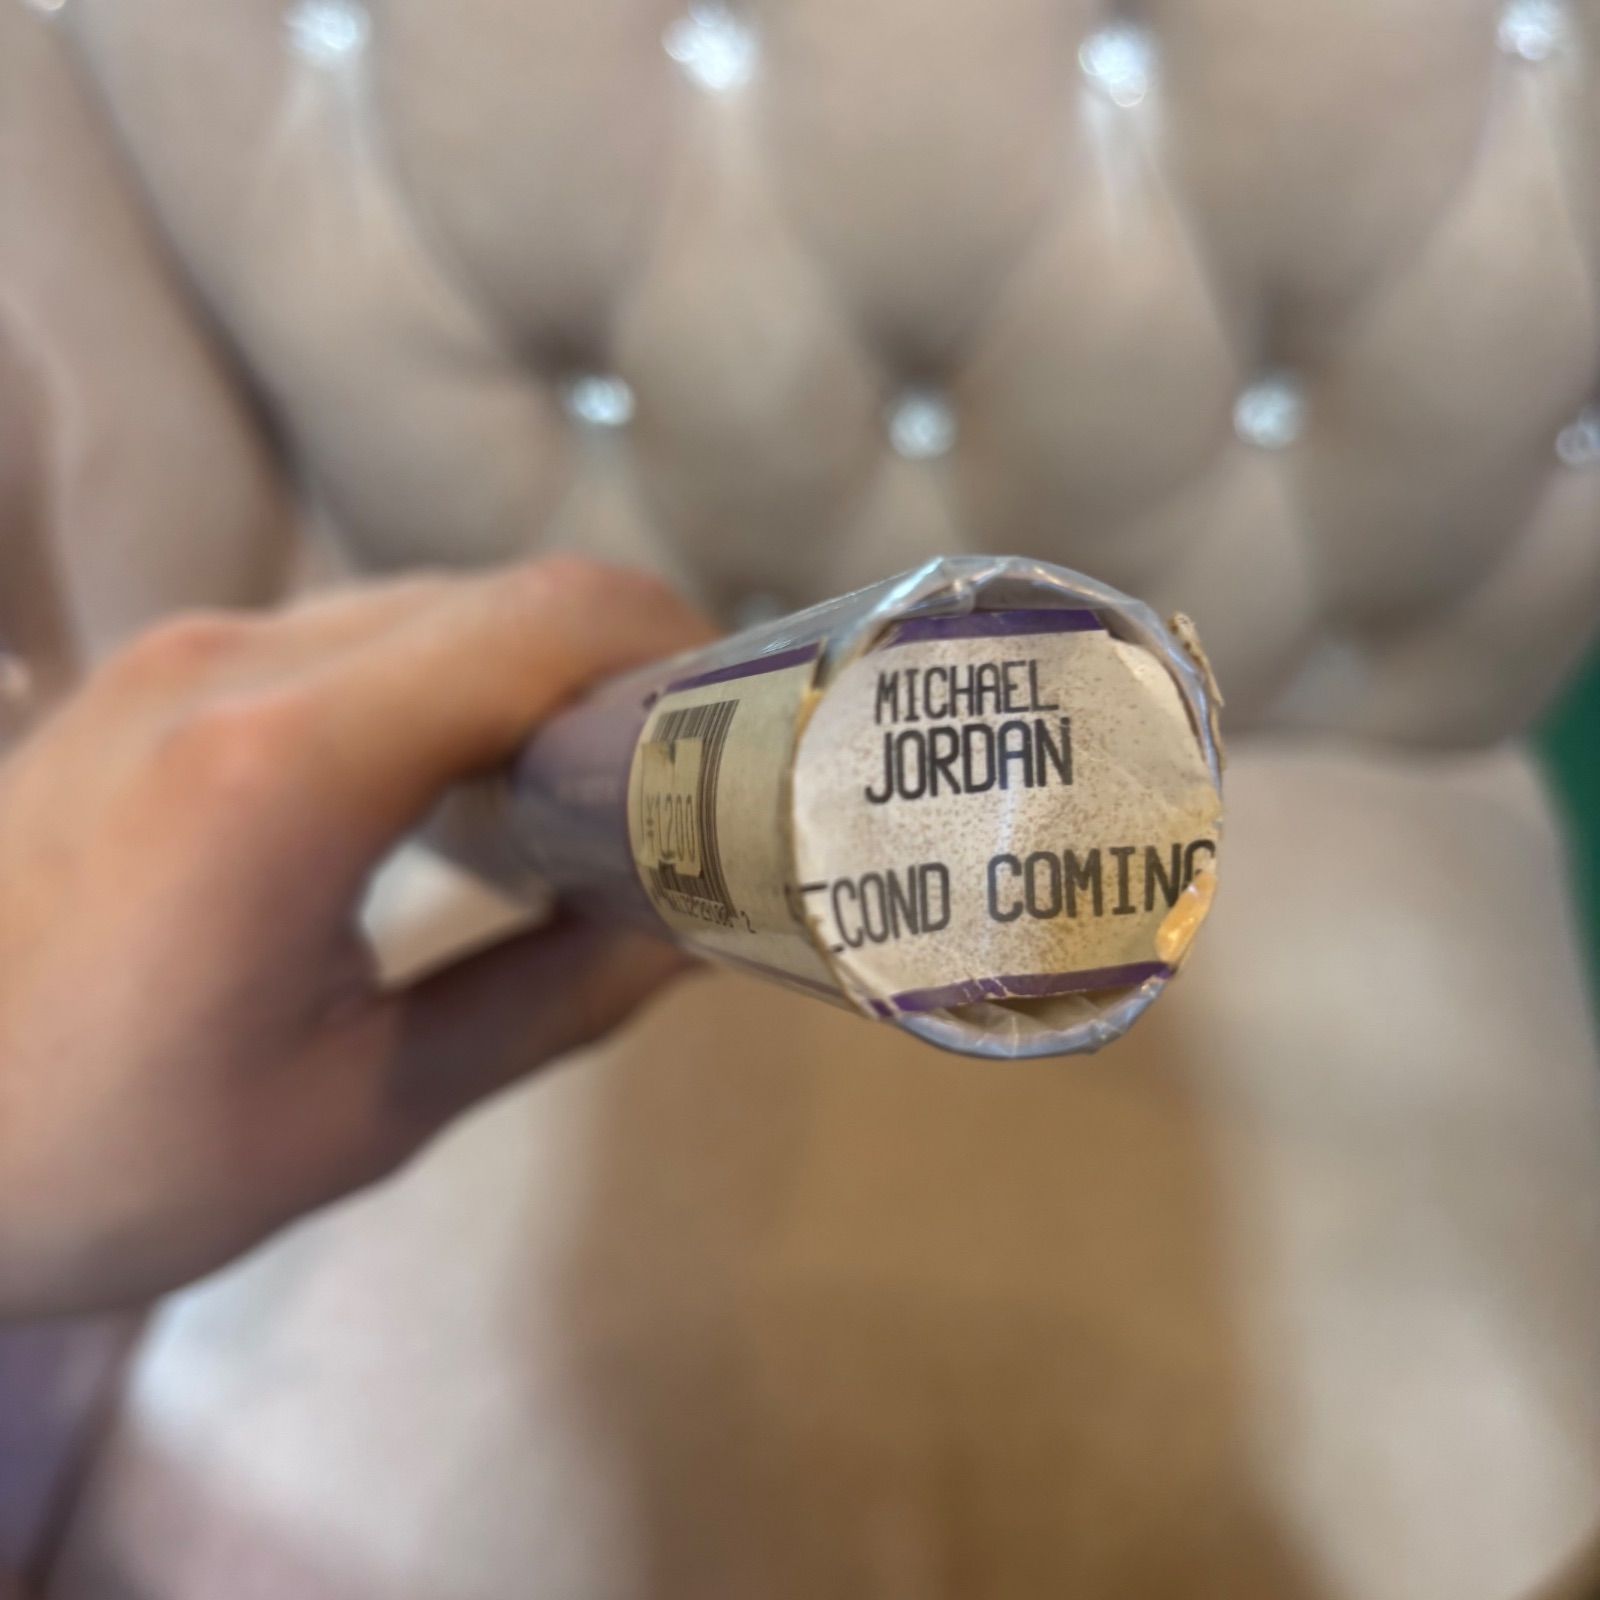 MICHAEL
JORDAN
ECOND COMING
¥1200